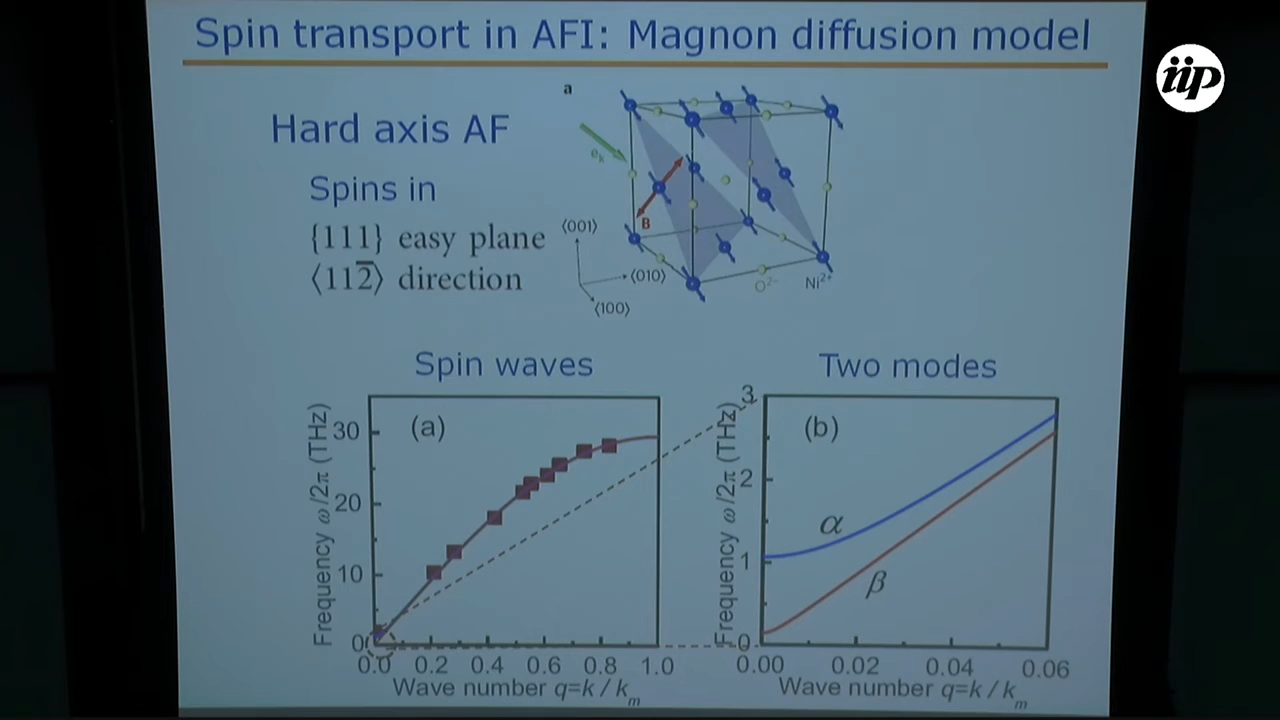 Spin transport in AFI: Magnon diffusion model
iip
Hard axis AF
Spins in
{111} easy plane
⟨112̅⟩ direction
a
e_k
B
⟨001⟩
⟨010⟩
⟨100⟩
O²⁻
Ni²⁺
Spin waves
(a)
Frequency ω/2π (THz)
30
20
10
0
0.0 0.2 0.4 0.6 0.8 1.0
Wave number q=k/k_m
Two modes
(b)
Frequency ω/2π (THz)
3
2
1
0
α
β
0.00 0.02 0.04 0.06
Wave number q=k/k_m